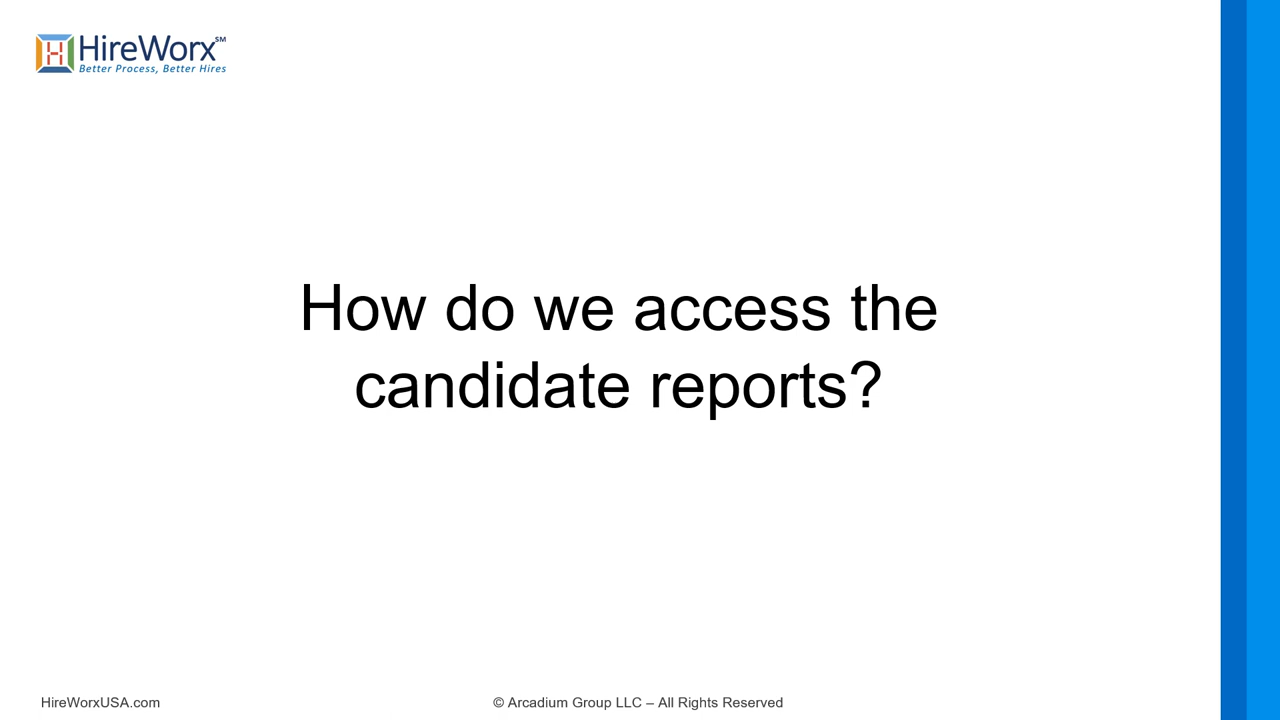 H HireWorx℠
Better Process, Better Hires
How do we access the
candidate reports?
HireWorxUSA.com
© Arcadium Group LLC – All Rights Reserved